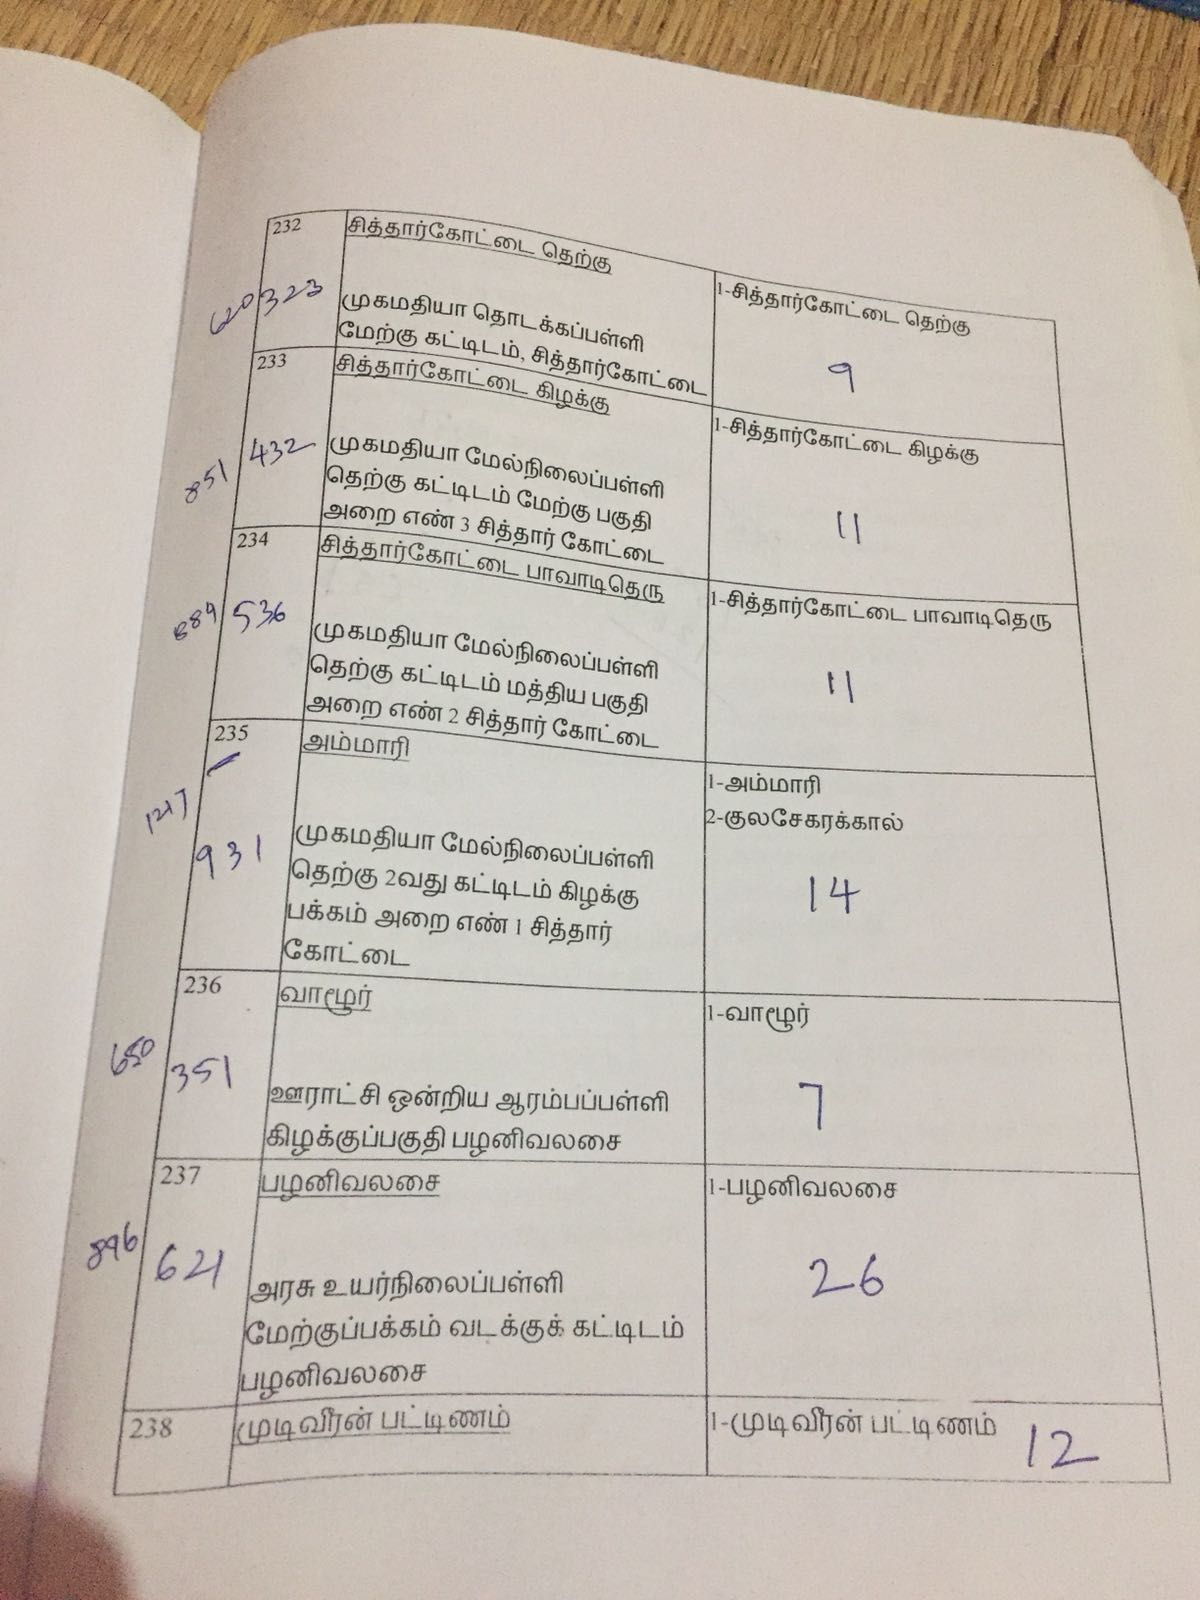 232
சித்தார்கோட்டை தெற்கு
1-சித்தார்கோட்டை தெற்கு
620
323
முகமதியா தொடக்கப்பள்ளி
மேற்கு கட்டிடம், சித்தார்கோட்டை
9
233
சித்தார்கோட்டை கிழக்கு
1-சித்தார்கோட்டை கிழக்கு
851
432
முகமதியா மேல்நிலைப்பள்ளி
தெற்கு கட்டிடம் மேற்கு பகுதி
அறை எண் 3 சித்தார் கோட்டை
11
234
சித்தார்கோட்டை பாவாடிதெரு
1-சித்தார்கோட்டை பாவாடிதெரு
889
536
முகமதியா மேல்நிலைப்பள்ளி
தெற்கு கட்டிடம் மத்திய பகுதி
அறை எண் 2 சித்தார் கோட்டை
11
235
அம்மாரி
1-அம்மாரி
2-குலசேகரக்கால்
1217
931
முகமதியா மேல்நிலைப்பள்ளி
தெற்கு 2வது கட்டிடம் கிழக்கு
பக்கம் அறை எண் 1 சித்தார்
கோட்டை
14
236
வாழூர்
1-வாழூர்
650
351
ஊராட்சி ஒன்றிய ஆரம்பப்பள்ளி
கிழக்குப்பகுதி பழனிவலசை
7
237
பழனிவலசை
1-பழனிவலசை
896
621
அரசு உயர்நிலைப்பள்ளி
மேற்குப்பக்கம் வடக்குக் கட்டிடம்
பழனிவலசை
26
238
முடிவீரன் பட்டிணம்
1-முடிவீரன் பட்டிணம்
12